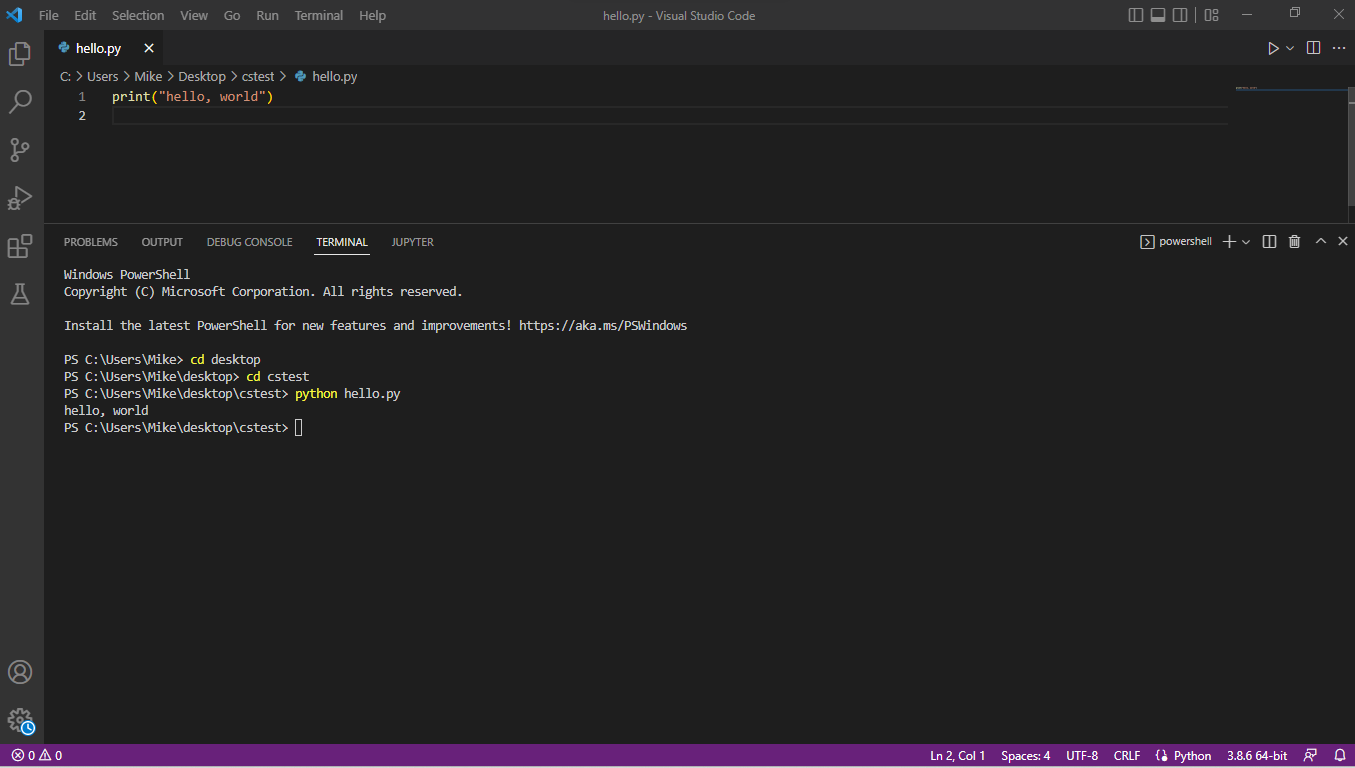 File Edit Selection View Go Run Terminal Help hello.py - Visual Studio Code
hello.py
C: > Users > Mike > Desktop > cstest > hello.py
1 print("hello, world")
2
PROBLEMS OUTPUT DEBUG CONSOLE TERMINAL JUPYTER powershell
Windows PowerShell
Copyright (C) Microsoft Corporation. All rights reserved.
Install the latest PowerShell for new features and improvements! https://aka.ms/PSWindows
PS C:\Users\Mike> cd desktop
PS C:\Users\Mike\desktop> cd cstest
PS C:\Users\Mike\desktop\cstest> python hello.py
hello, world
PS C:\Users\Mike\desktop\cstest>
0 0 Ln 2, Col 1 Spaces: 4 UTF-8 CRLF Python 3.8.6 64-bit